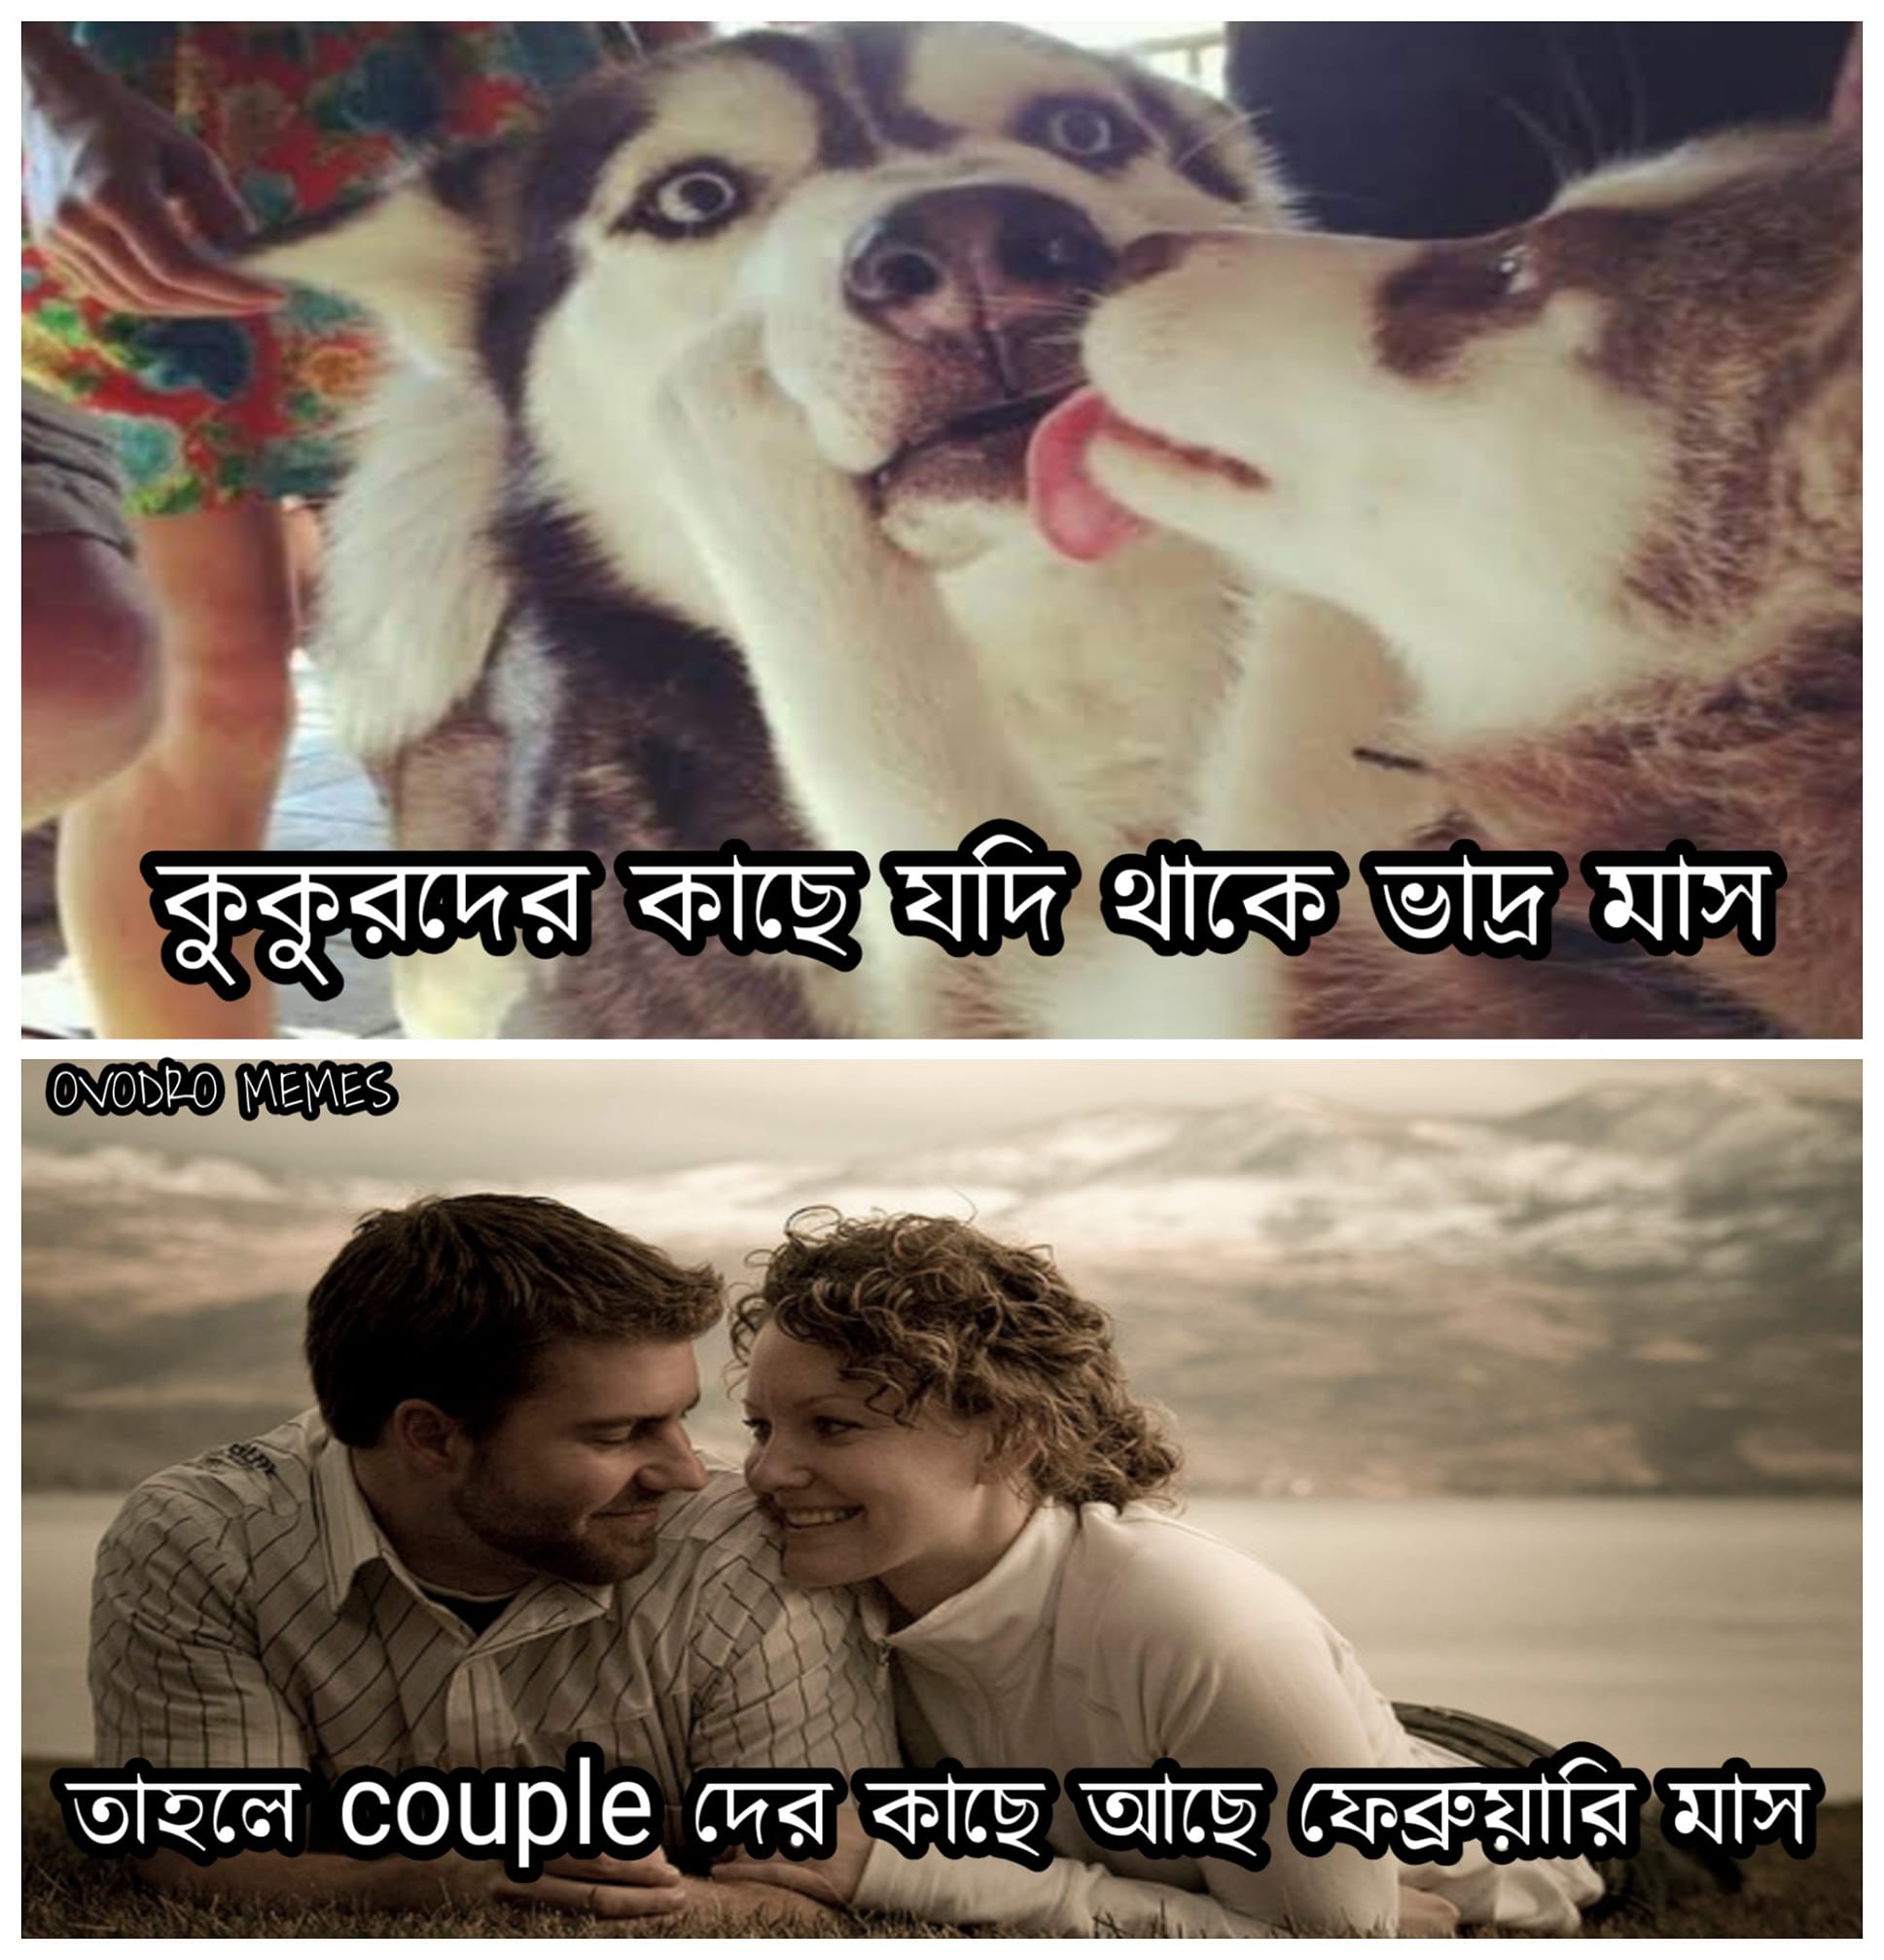 কুকুরদের কাছে যদি থাকে ভাদ্র মাস
OVODRO MEMES
তাহলে couple দের কাছে আছে ফেব্রুয়ারি মাস